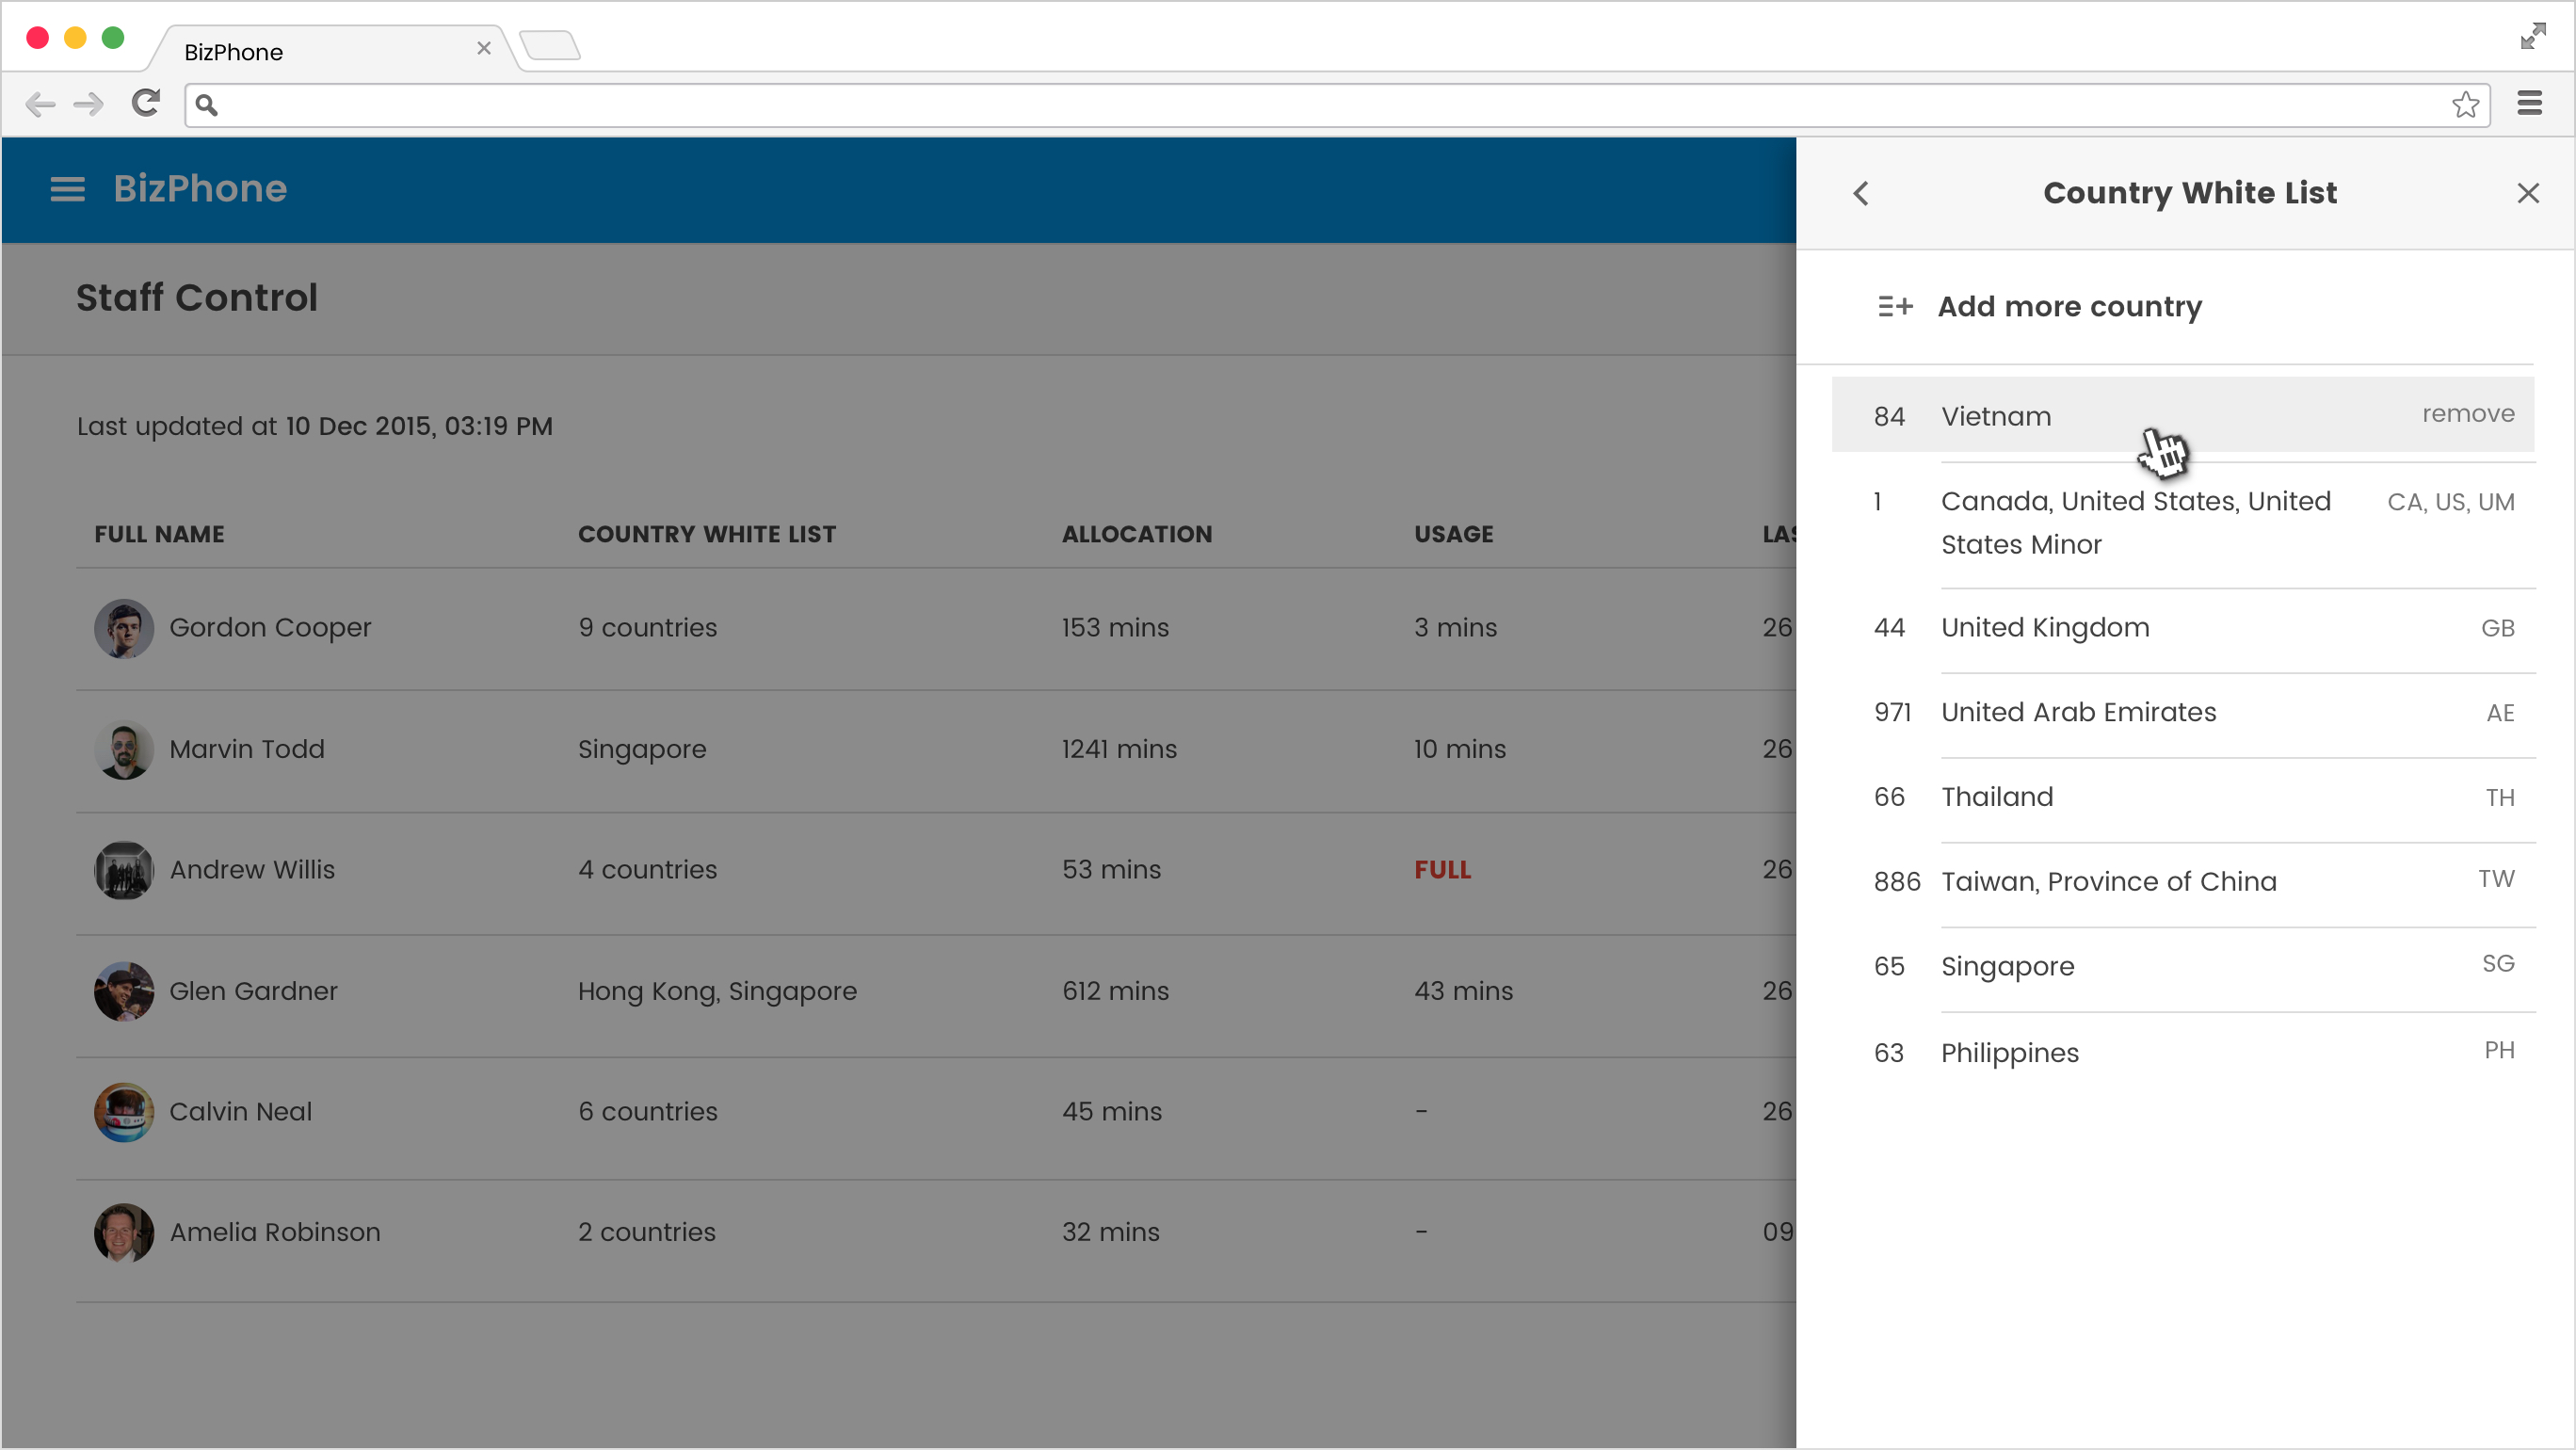 BizPhone
BizPhone
Staff Control
Last updated at 10 Dec 2015, 03:19 PM
FULL NAME COUNTRY WHITE LIST ALLOCATION USAGE
Gordon Cooper 9 countries 153 mins 3 mins 26
Marvin Todd Singapore 1241 mins 10 mins 26
Andrew Willis 4 countries 53 mins FULL 26
Glen Gardner Hong Kong, Singapore 612 mins 43 mins 26
Calvin Neal 6 countries 45 mins - 26
Amelia Robinson 2 countries 32 mins - 09
Country White List
Add more country
84 Vietnam remove
1 Canada, United States, United CA, US, UM
States Minor
44 United Kingdom GB
971 United Arab Emirates AE
66 Thailand TH
886 Taiwan, Province of China TW
65 Singapore SG
63 Philippines PH